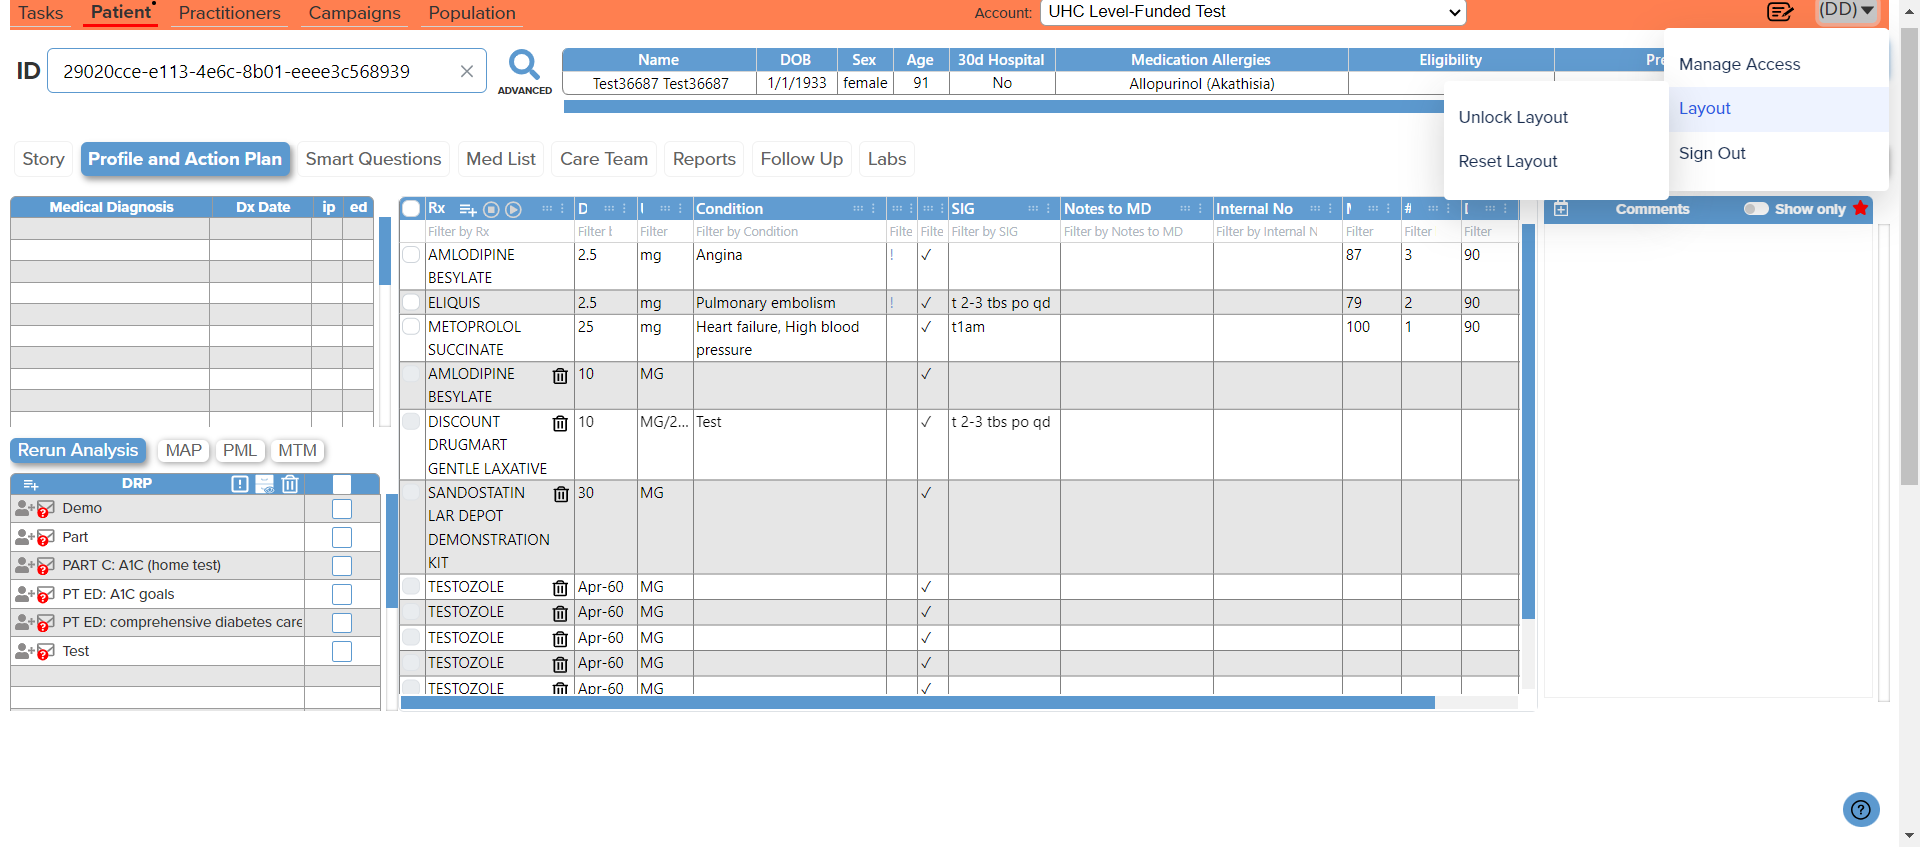 Tasks Patient Practitioners Campaigns Population Account: UHC Level-Funded Test (DD)
Manage Access
Layout
Sign Out
Unlock Layout
Reset Layout
ID 29020cce-e113-4e6c-8b01-eeee3c568939 ADVANCED
Name DOB Sex Age 30d Hospital Medication Allergies Eligibility Pre
Test36687 Test36687 1/1/1933 female 91 No Allopurinol (Akathisia)
Story Profile and Action Plan Smart Questions Med List Care Team Reports Follow Up Labs
Medical Diagnosis Dx Date ip ed
Rerun Analysis MAP PML MTM
DRP
Demo
Part
PART C: A1C (home test)
PT ED: A1C goals
PT ED: comprehensive diabetes care
Test
Rx D I Condition SIG Notes to MD Internal No #
Filter by Rx Filter b Filter Filter by Condition Filte Filte Filter by SIG Filter by Notes to MD Filter by Internal N Filter Filter Filter
AMLODIPINE 2.5 mg Angina ! ✓ 87 3 90
BESYLATE
ELIQUIS 2.5 mg Pulmonary embolism ! ✓ t 2-3 tbs po qd 79 2 90
METOPROLOL 25 mg Heart failure, High blood ✓ t1am 100 1 90
SUCCINATE pressure
AMLODIPINE 10 MG ✓
BESYLATE
DISCOUNT 10 MG/2... Test ✓ t 2-3 tbs po qd
DRUGMART
GENTLE LAXATIVE
SANDOSTATIN 30 MG ✓
LAR DEPOT
DEMONSTRATION
KIT
TESTOZOLE Apr-60 MG ✓
TESTOZOLE Apr-60 MG ✓
TESTOZOLE Apr-60 MG ✓
TESTOZOLE Apr-60 MG ✓
TESTOZOLE Apr-60 MG ✓
Comments Show only